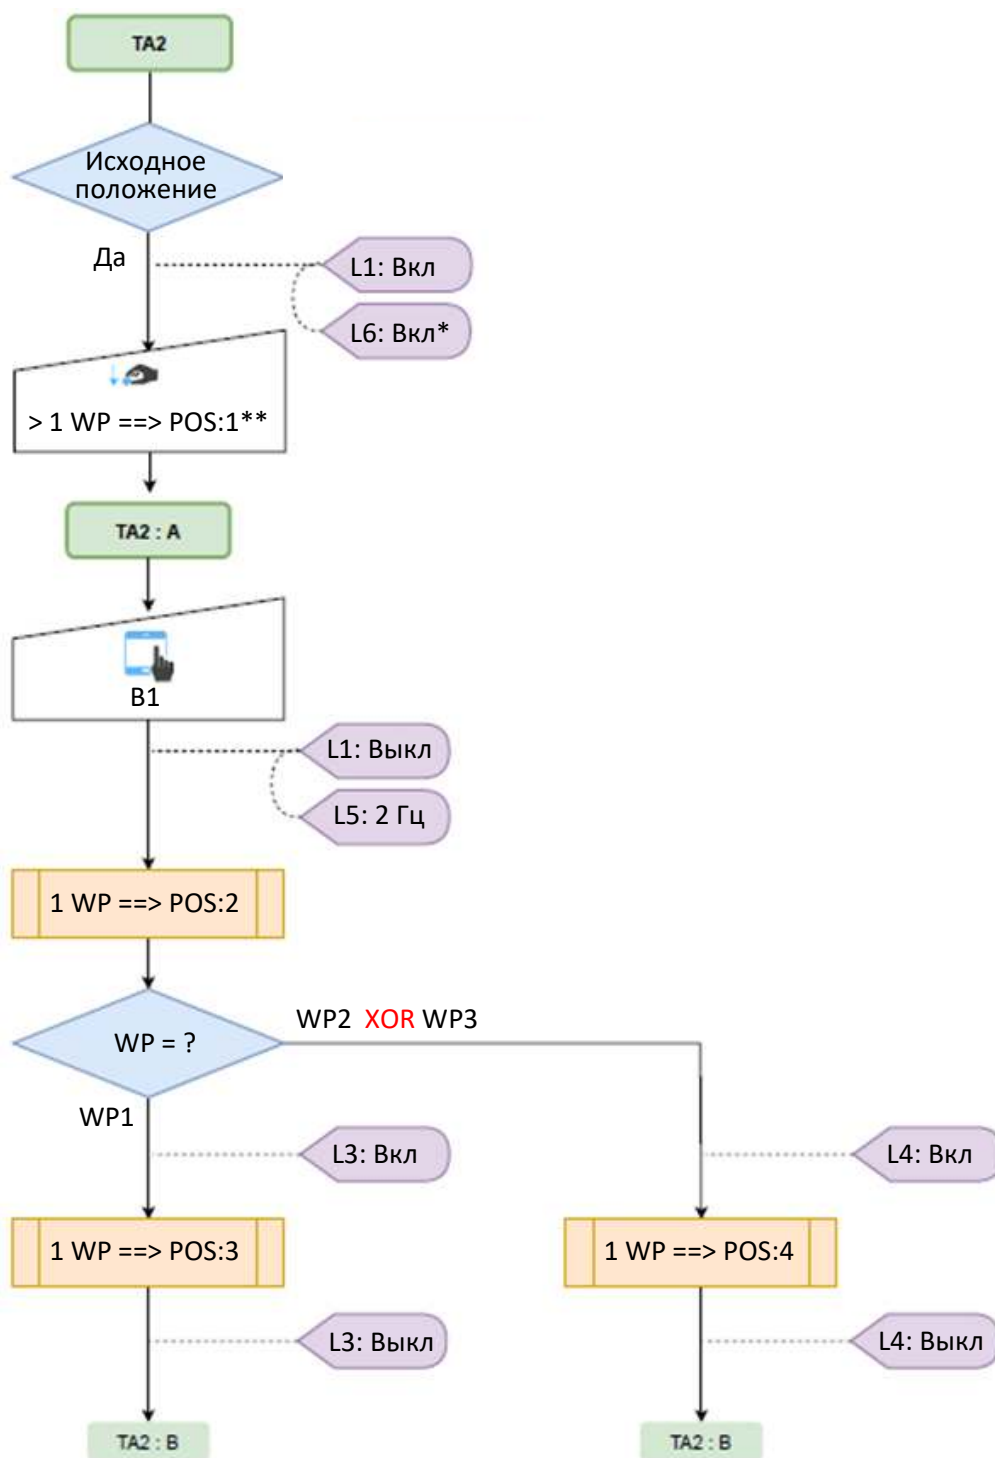 TA2
Исходное
положение
Да
L1: Вкл
L6: Вкл*
> 1 WP ==> POS:1**
TA2 : A
B1
L1: Выкл
L5: 2 Гц
1 WP ==> POS:2
WP = ?
WP2 XOR WP3
WP1
L3: Вкл
L4: Вкл
1 WP ==> POS:3
1 WP ==> POS:4
L3: Выкл
L4: Выкл
TA2 : B
TA2 : B